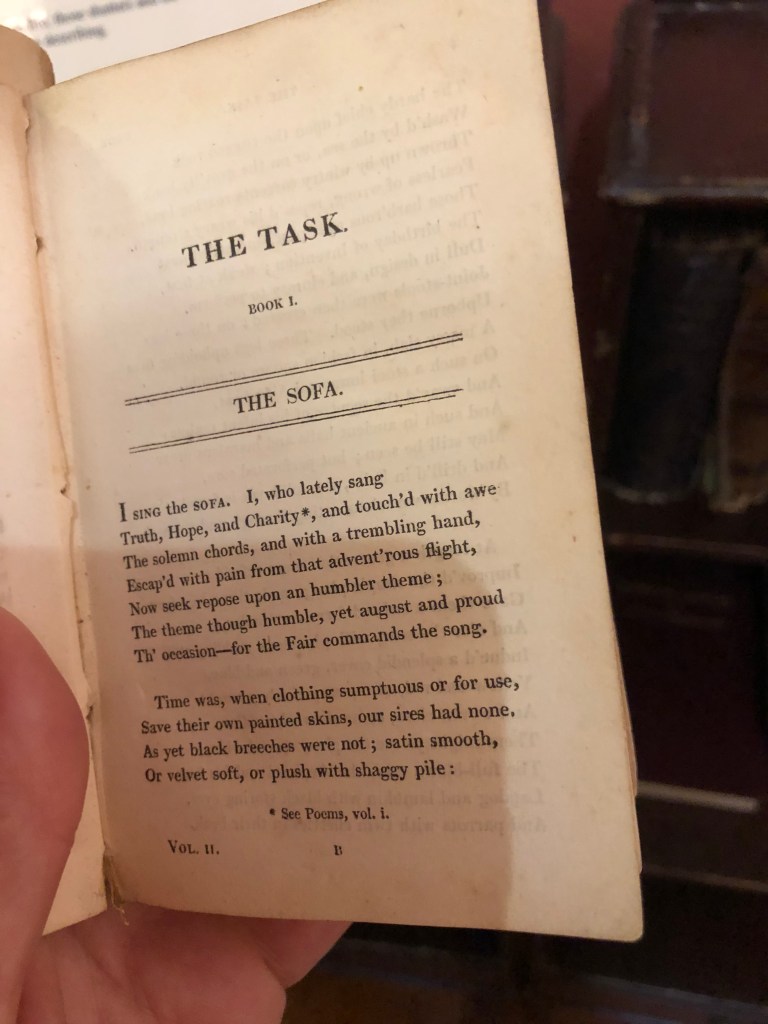 THE TASK.
BOOK I.
THE SOFA.
I SING the SOFA. I, who lately sang
Truth, Hope, and Charity*, and touch'd with awe
The solemn chords, and with a trembling hand,
Escap'd with pain from that advent'rous flight,
Now seek repose upon an humbler theme ;
The theme though humble, yet august and proud
Th' occasion—for the Fair commands the song.
Time was, when clothing sumptuous or for use,
Save their own painted skins, our sires had none.
As yet black breeches were not ; satin smooth,
Or velvet soft, or plush with shaggy pile :
* See Poems, vol. i.
VOL. II. B